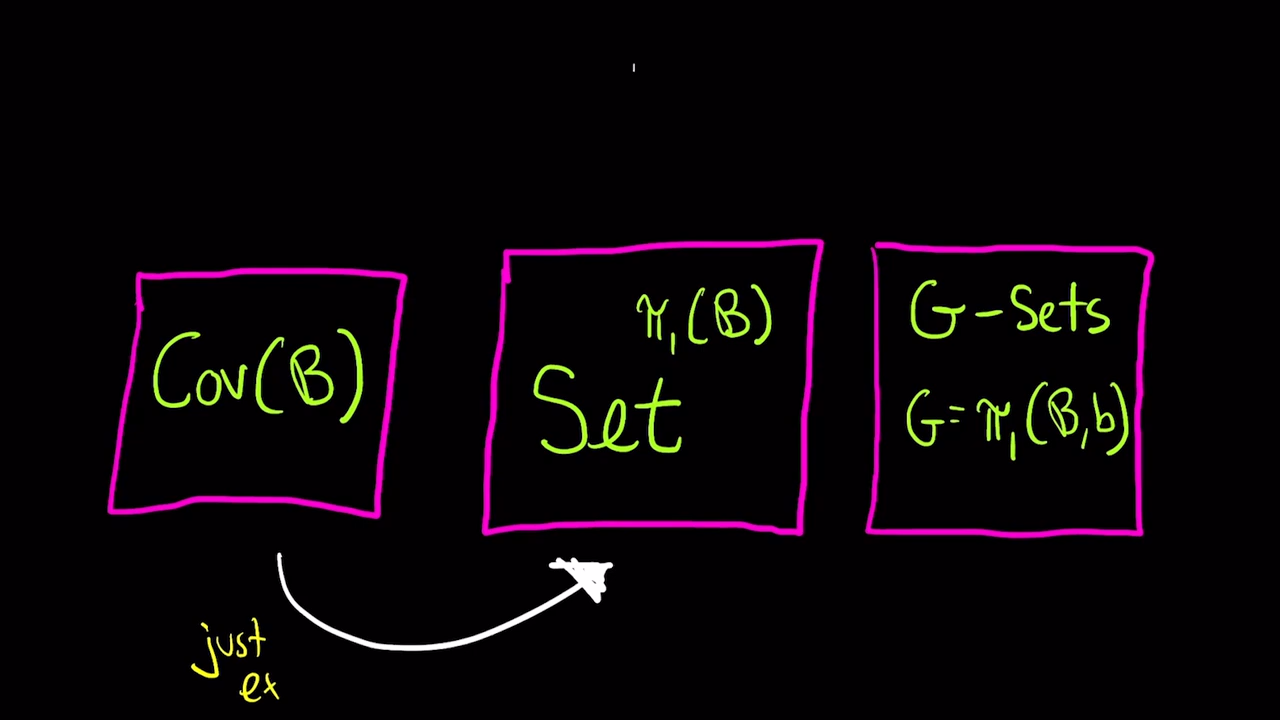 Cov(B)
π₁(B)
Set
G-Sets
G=π₁(B,b)
just
ex